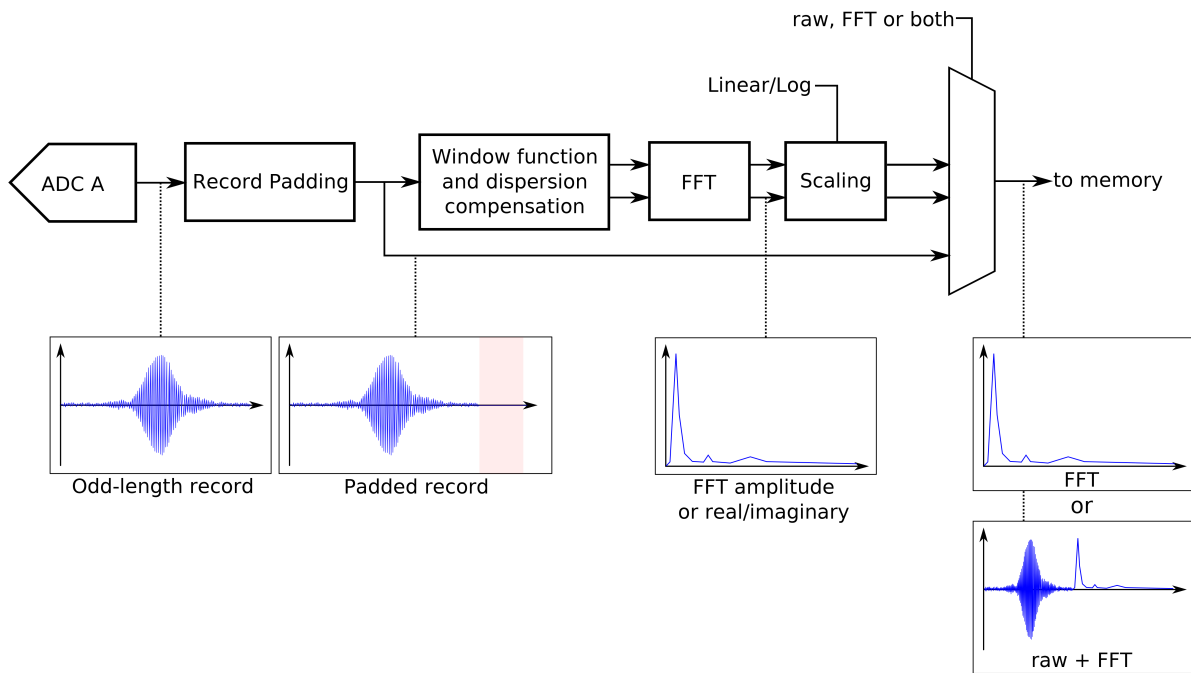 raw, FFT or both
Linear/Log
ADC A
Record Padding
Window function
and dispersion
compensation
FFT
Scaling
to memory
Odd-length record
Padded record
FFT amplitude
or real/imaginary
FFT
or
raw + FFT